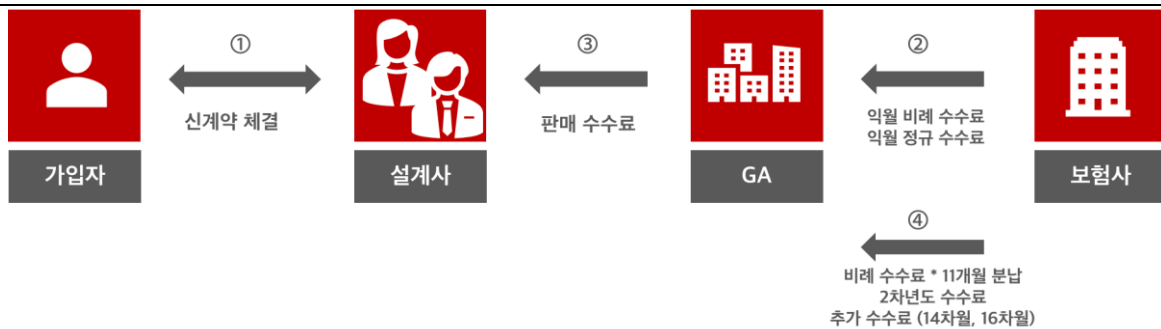 ①
③
②
신계약 체결
판매 수수료
익월 비례 수수료
익월 정규 수수료
가입자
설계사
GA
보험사
④
비례 수수료 * 11개월 분납
2차년도 수수료
추가 수수료 (14차월, 16차월)